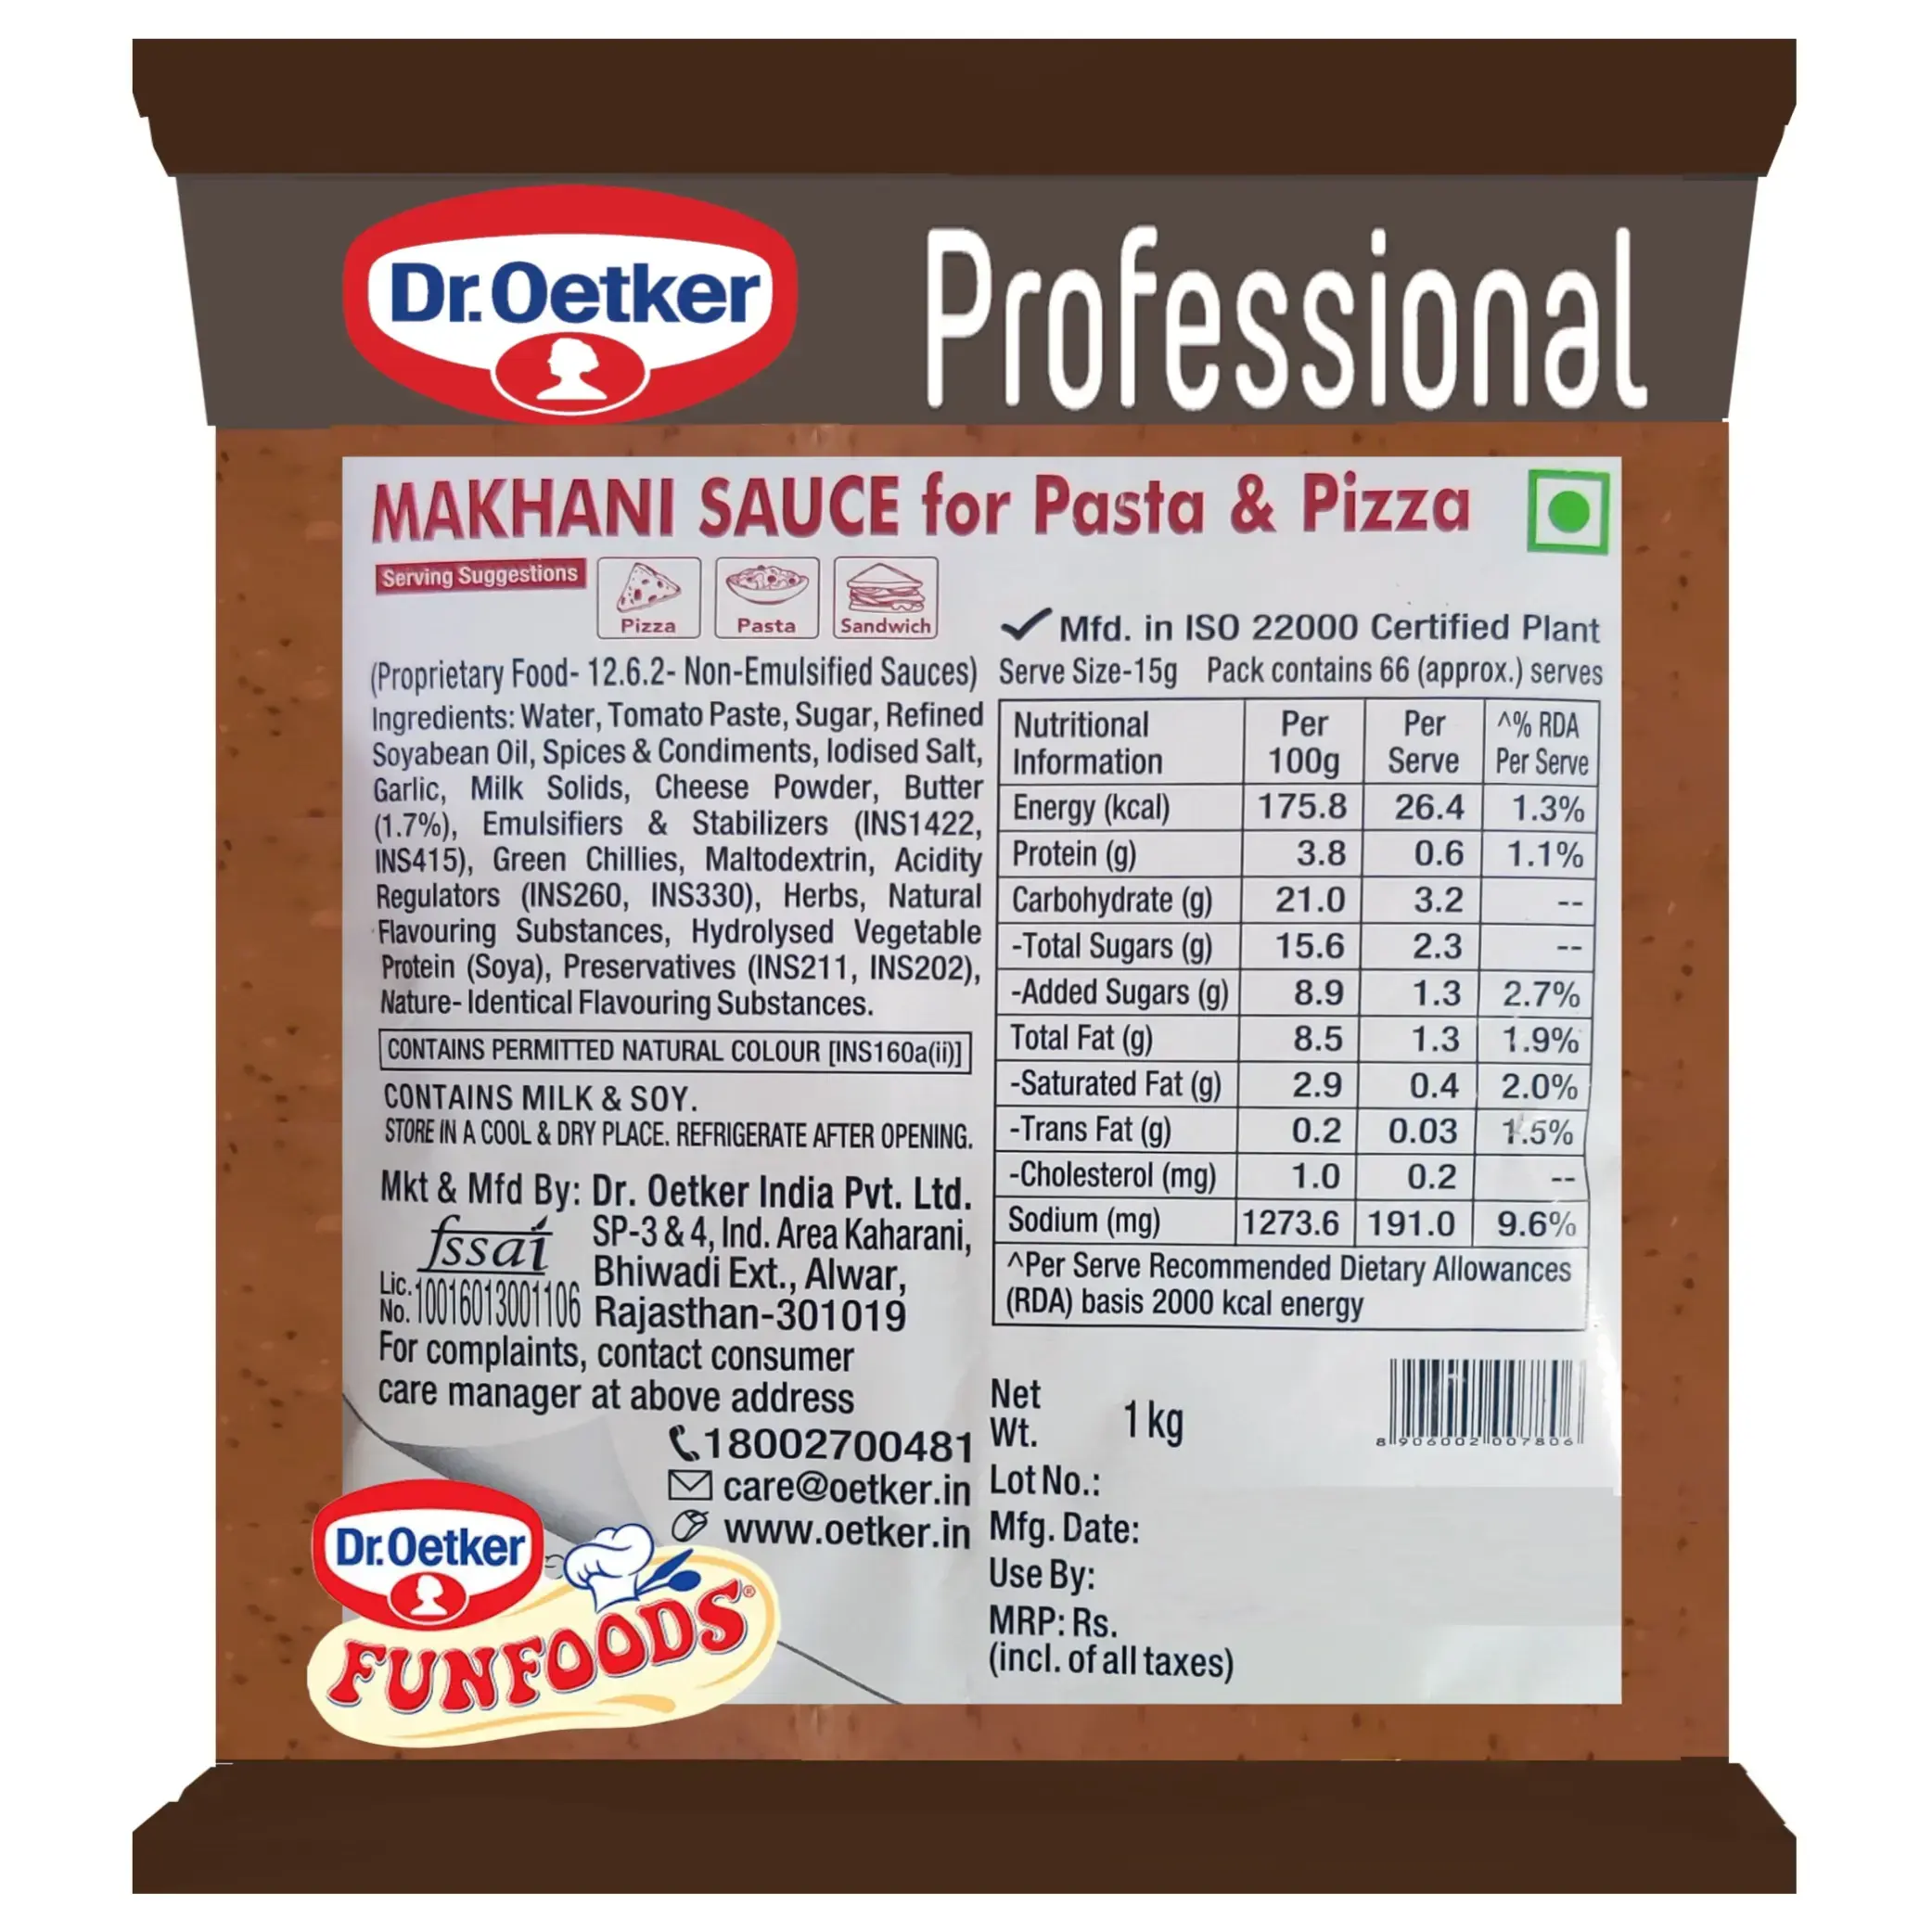 Dr.Oetker
Professional
MAKHANI SAUCE for Pasta & Pizza
Serving Suggestions
Pizza
Pasta
Sandwich
Mfd. in ISO 22000 Certified Plant
(Proprietary Food- 12.6.2- Non-Emulsified Sauces)
Ingredients: Water, Tomato Paste, Sugar, Refined
Soyabean Oil, Spices & Condiments, Iodised Salt,
Garlic, Milk Solids, Cheese Powder, Butter
(1.7%), Emulsifiers & Stabilizers (INS1422,
INS415), Green Chillies, Maltodextrin, Acidity
Regulators (INS260, INS330), Herbs, Natural
Flavouring Substances, Hydrolysed Vegetable
Protein (Soya), Preservatives (INS211, INS202),
Nature- Identical Flavouring Substances.
CONTAINS PERMITTED NATURAL COLOUR [INS160a(ii)]
CONTAINS MILK & SOY.
STORE IN A COOL & DRY PLACE. REFRIGERATE AFTER OPENING.
Mkt & Mfd By: Dr. Oetker India Pvt. Ltd.
SP-3 & 4, Ind. Area Kaharani,
Bhiwadi Ext., Alwar,
Rajasthan-301019
fssai
Lic. No. 10016013001106
For complaints, contact consumer
care manager at above address
18002700481
care@oetker.in
www.oetker.in
Serve Size-15g Pack contains 66 (approx.) serves
Nutritional Information Per 100g Per Serve ^% RDA Per Serve
Energy (kcal) 175.8 26.4 1.3%
Protein (g) 3.8 0.6 1.1%
Carbohydrate (g) 21.0 3.2 --
-Total Sugars (g) 15.6 2.3 --
-Added Sugars (g) 8.9 1.3 2.7%
Total Fat (g) 8.5 1.3 1.9%
-Saturated Fat (g) 2.9 0.4 2.0%
-Trans Fat (g) 0.2 0.03 1.5%
-Cholesterol (mg) 1.0 0.2 --
Sodium (mg) 1273.6 191.0 9.6%
^Per Serve Recommended Dietary Allowances
(RDA) basis 2000 kcal energy
Net Wt. 1 kg
8 906002 007806
Lot No.:
Mfg. Date:
Use By:
MRP: Rs.
(incl. of all taxes)
Dr.Oetker
FUNFOODS®